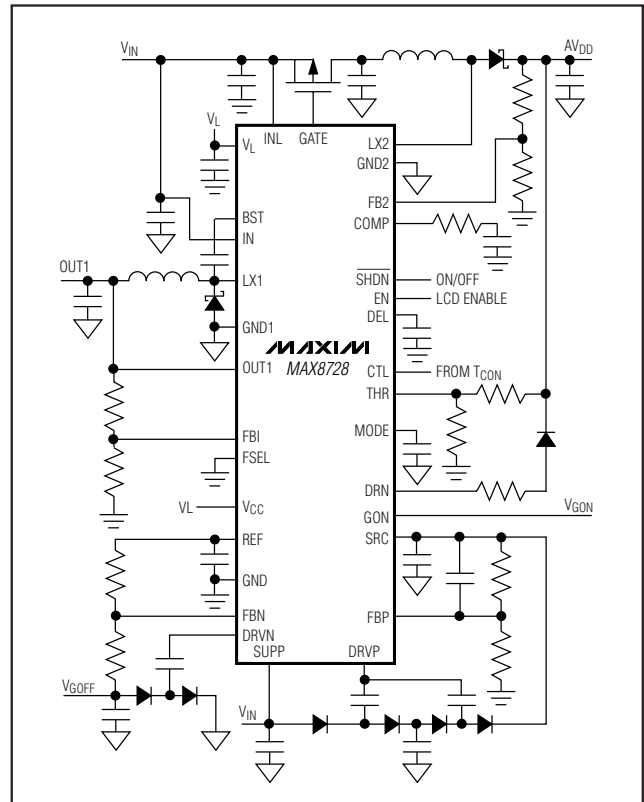 VIN
AVDD
VL
INL
GATE
VL
LX2
GND2
FB2
COMP
BST
IN
OUT1
LX1
SHDN
ON/OFF
EN
LCD ENABLE
DEL
GND1
MAXIM
MAX8728
OUT1
CTL
FROM TCON
THR
FBI
MODE
FSEL
VL
VCC
DRN
GON
VGON
REF
SRC
GND
FBN
FBP
DRVN
SUPP
DRVP
VGOFF
VIN